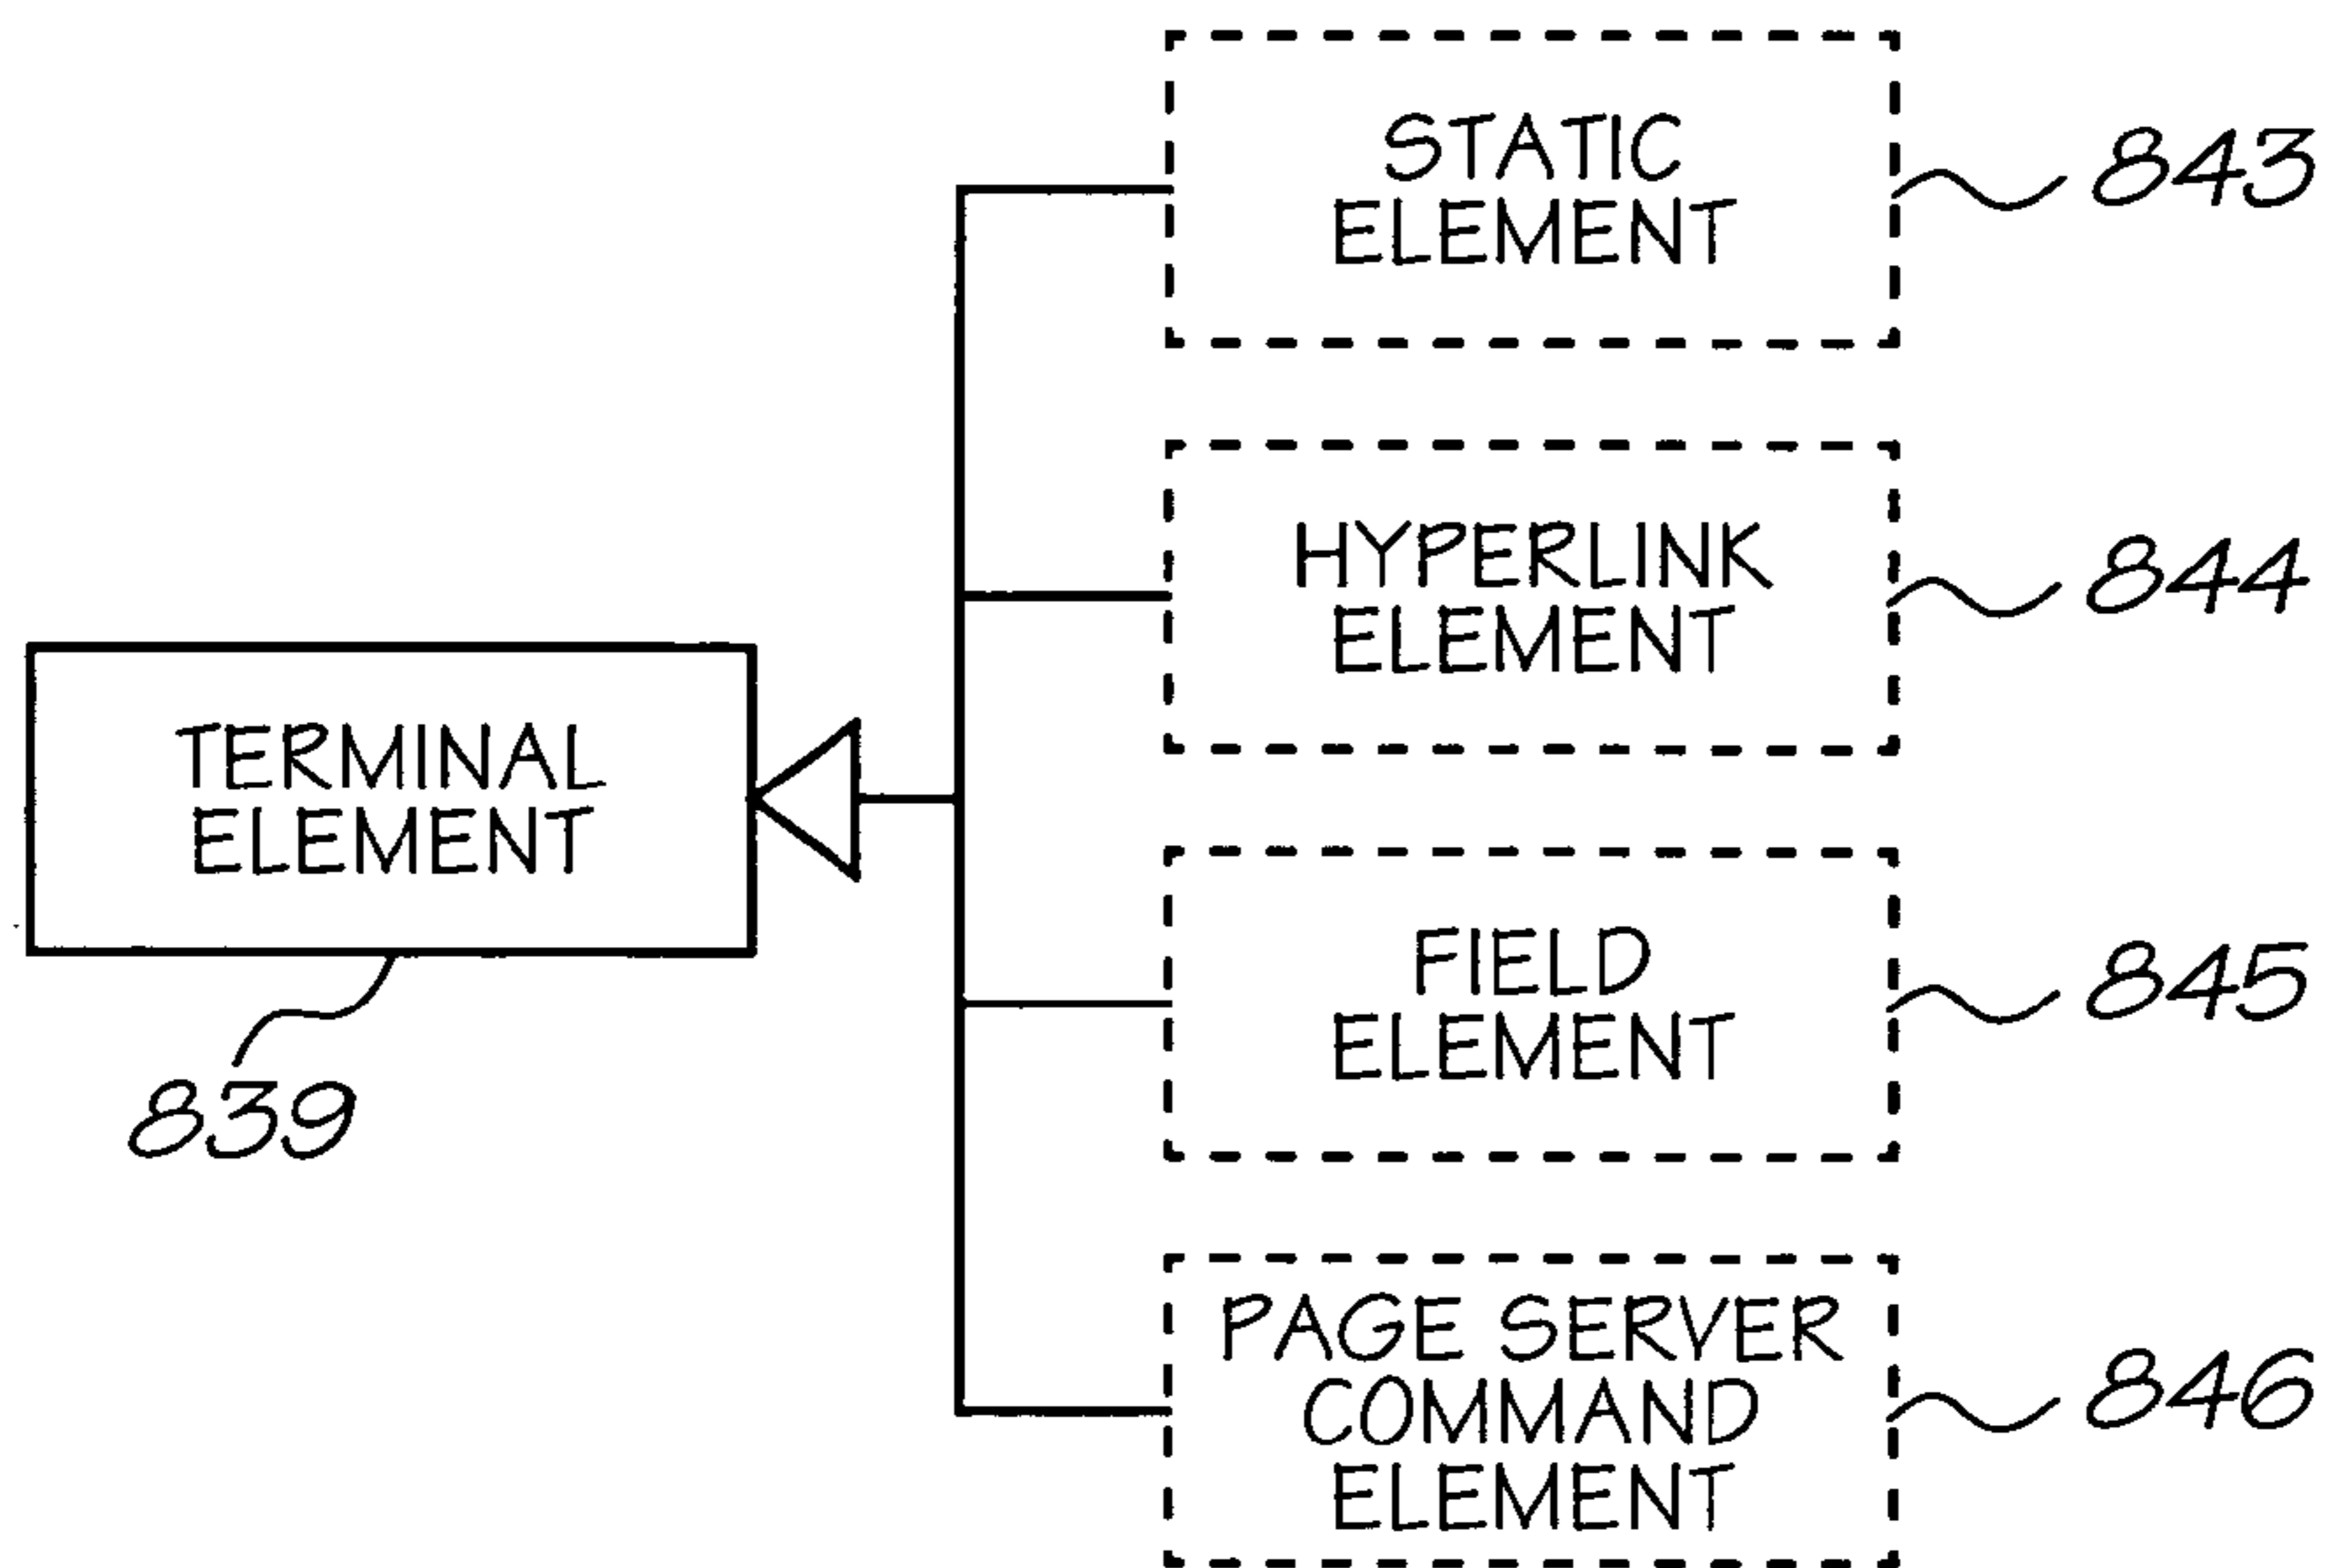 STATIC
ELEMENT
843
HYPERLINK
ELEMENT
844
TERMINAL
ELEMENT
839
FIELD
ELEMENT
845
PAGE SERVER
COMMAND
ELEMENT
846